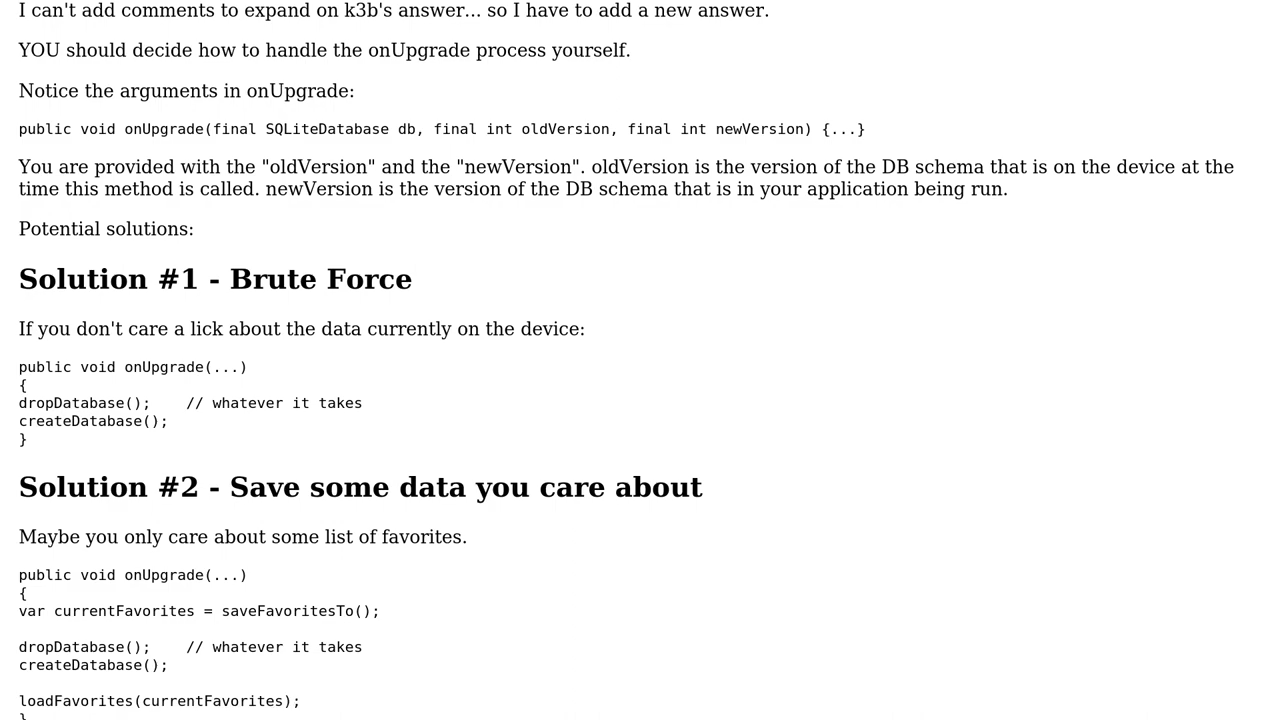 I can't add comments to expand on k3b's answer... so I have to add a new answer.
YOU should decide how to handle the onUpgrade process yourself.
Notice the arguments in onUpgrade:
public void onUpgrade(final SQLiteDatabase db, final int oldVersion, final int newVersion) {...}
You are provided with the "oldVersion" and the "newVersion". oldVersion is the version of the DB schema that is on the device at the
time this method is called. newVersion is the version of the DB schema that is in your application being run.
Potential solutions:
Solution #1 - Brute Force
If you don't care a lick about the data currently on the device:
public void onUpgrade(...)
{
dropDatabase();    // whatever it takes
createDatabase();
}
Solution #2 - Save some data you care about
Maybe you only care about some list of favorites.
public void onUpgrade(...)
{
var currentFavorites = saveFavoritesTo();
dropDatabase();    // whatever it takes
createDatabase();
loadFavorites(currentFavorites);
}